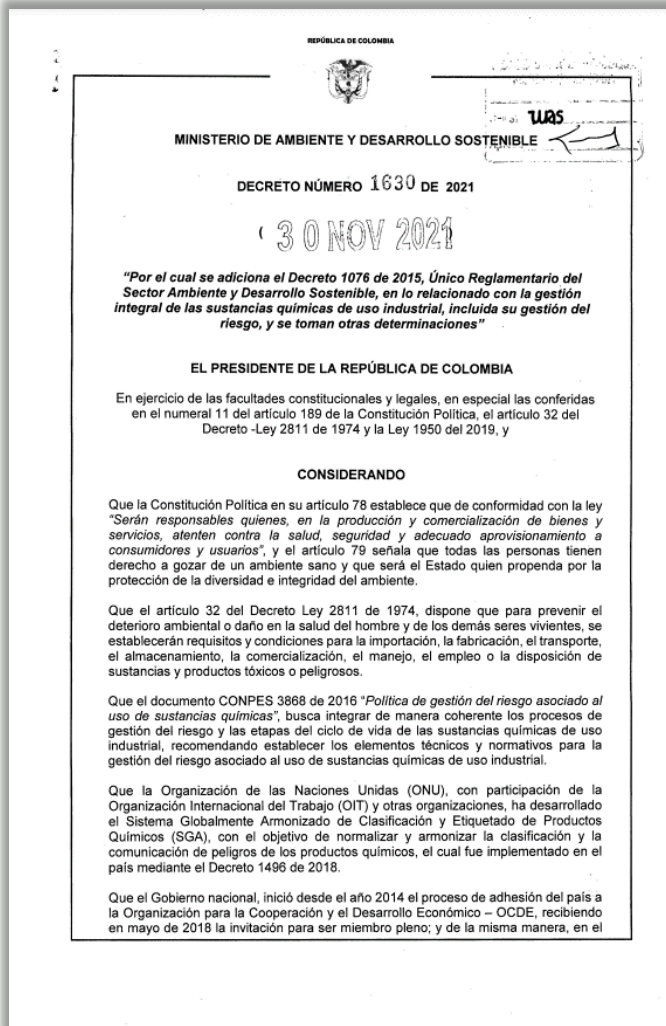 REPÚBLICA DE COLOMBIA
WAS
MINISTERIO DE AMBIENTE Y DESARROLLO SOSTENIBLE
DECRETO NÚMERO 1630 DE 2021
( 30 NOV 2021
"Por el cual se adiciona el Decreto 1076 de 2015, Único Reglamentario del
Sector Ambiente y Desarrollo Sostenible, en lo relacionado con la gestión
integral de las sustancias químicas de uso industrial, incluida su gestión del
riesgo, y se toman otras determinaciones"
EL PRESIDENTE DE LA REPÚBLICA DE COLOMBIA
En ejercicio de las facultades constitucionales y legales, en especial las conferidas
en el numeral 11 del artículo 189 de la Constitución Política, el artículo 32 del
Decreto -Ley 2811 de 1974 y la Ley 1950 del 2019, y
CONSIDERANDO
Que la Constitución Política en su artículo 78 establece que de conformidad con la ley
"Serán responsables quienes, en la producción y comercialización de bienes y
servicios, atenten contra la salud, seguridad y adecuado aprovisionamiento a
consumidores y usuarios", y el artículo 79 señala que todas las personas tienen
derecho a gozar de un ambiente sano y que será el Estado quien propenda por la
protección de la diversidad e integridad del ambiente.
Que el artículo 32 del Decreto Ley 2811 de 1974, dispone que para prevenir el
deterioro ambiental o daño en la salud del hombre y de los demás seres vivientes, se
establecerán requisitos y condiciones para la importación, la fabricación, el transporte,
el almacenamiento, la comercialización, el manejo, el empleo o la disposición de
sustancias y productos tóxicos o peligrosos.
Que el documento CONPES 3868 de 2016 "Política de gestión del riesgo asociado al
uso de sustancias químicas", busca integrar de manera coherente los procesos de
gestión del riesgo y las etapas del ciclo de vida de las sustancias químicas de uso
industrial, recomendando establecer los elementos técnicos y normativos para la
gestión del riesgo asociado al uso de sustancias químicas de uso industrial.
Que la Organización de las Naciones Unidas (ONU), con participación de la
Organización Internacional del Trabajo (OIT) y otras organizaciones, ha desarrollado
el Sistema Globalmente Armonizado de Clasificación y Etiquetado de Productos
Químicos (SGA), con el objetivo de normalizar y armonizar la clasificación y la
comunicación de peligros de los productos químicos, el cual fue implementado en el
país mediante el Decreto 1496 de 2018.
Que el Gobierno nacional, inició desde el año 2014 el proceso de adhesión del país a
la Organización para la Cooperación y el Desarrollo Económico – OCDE, recibiendo
en mayo de 2018 la invitación para ser miembro pleno; y de la misma manera, en el